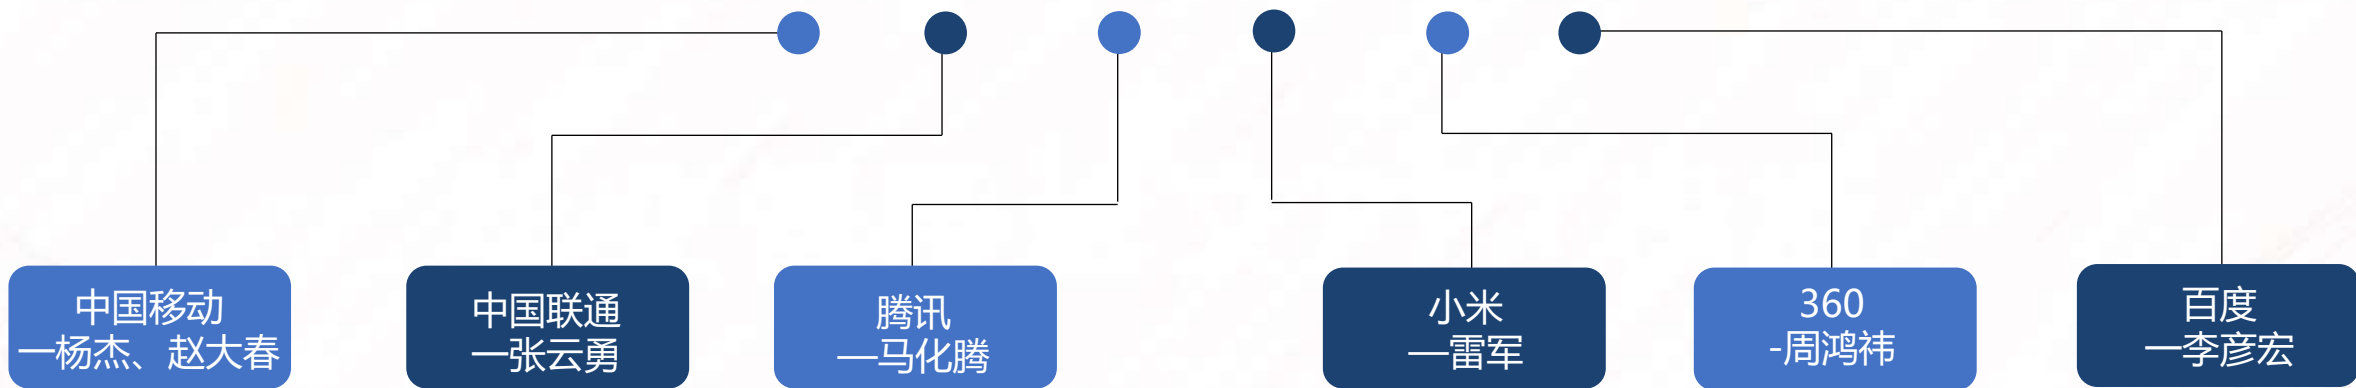 中国移动
一杨杰、赵大春
中国联通
一张云勇
腾讯
—马化腾
小米
—雷军
360
-周鸿祎
百度
一李彦宏